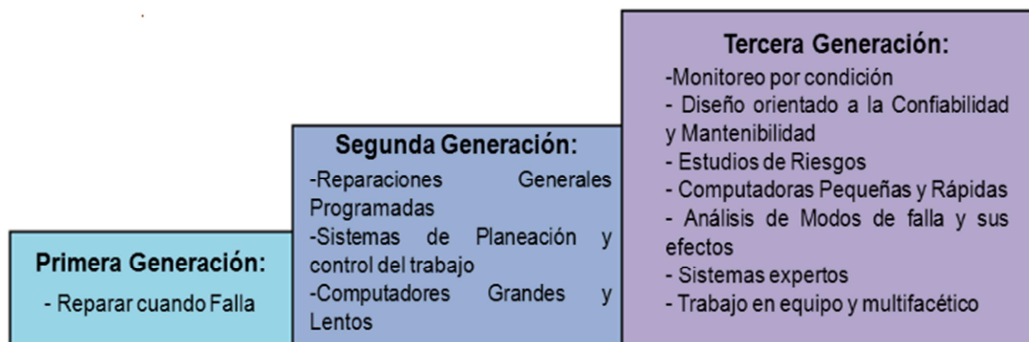 Primera Generación:
- Reparar cuando Falla
Segunda Generación:
-Reparaciones Generales
Programadas
-Sistemas de Planeación y
control del trabajo
-Computadores Grandes y
Lentos
Tercera Generación:
-Monitoreo por condición
- Diseño orientado a la Confiabilidad
y Mantenibilidad
- Estudios de Riesgos
- Computadoras Pequeñas y Rápidas
- Análisis de Modos de falla y sus
efectos
- Sistemas expertos
- Trabajo en equipo y multifacético